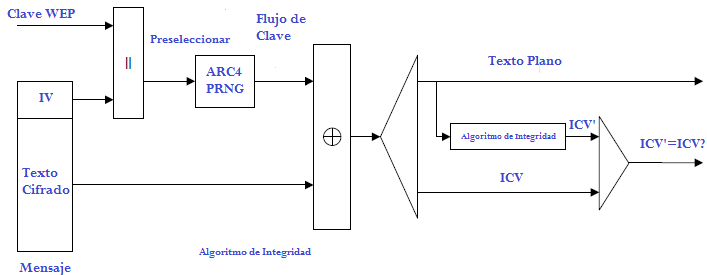 Clave WEP
Flujo de
Clave
Preseleccionar
||
ARC4
PRNG
Texto Plano
IV
Algoritmo de Integridad
ICV'
ICV'=ICV?
Texto
Cifrado
ICV
Algoritmo de Integridad
Mensaje